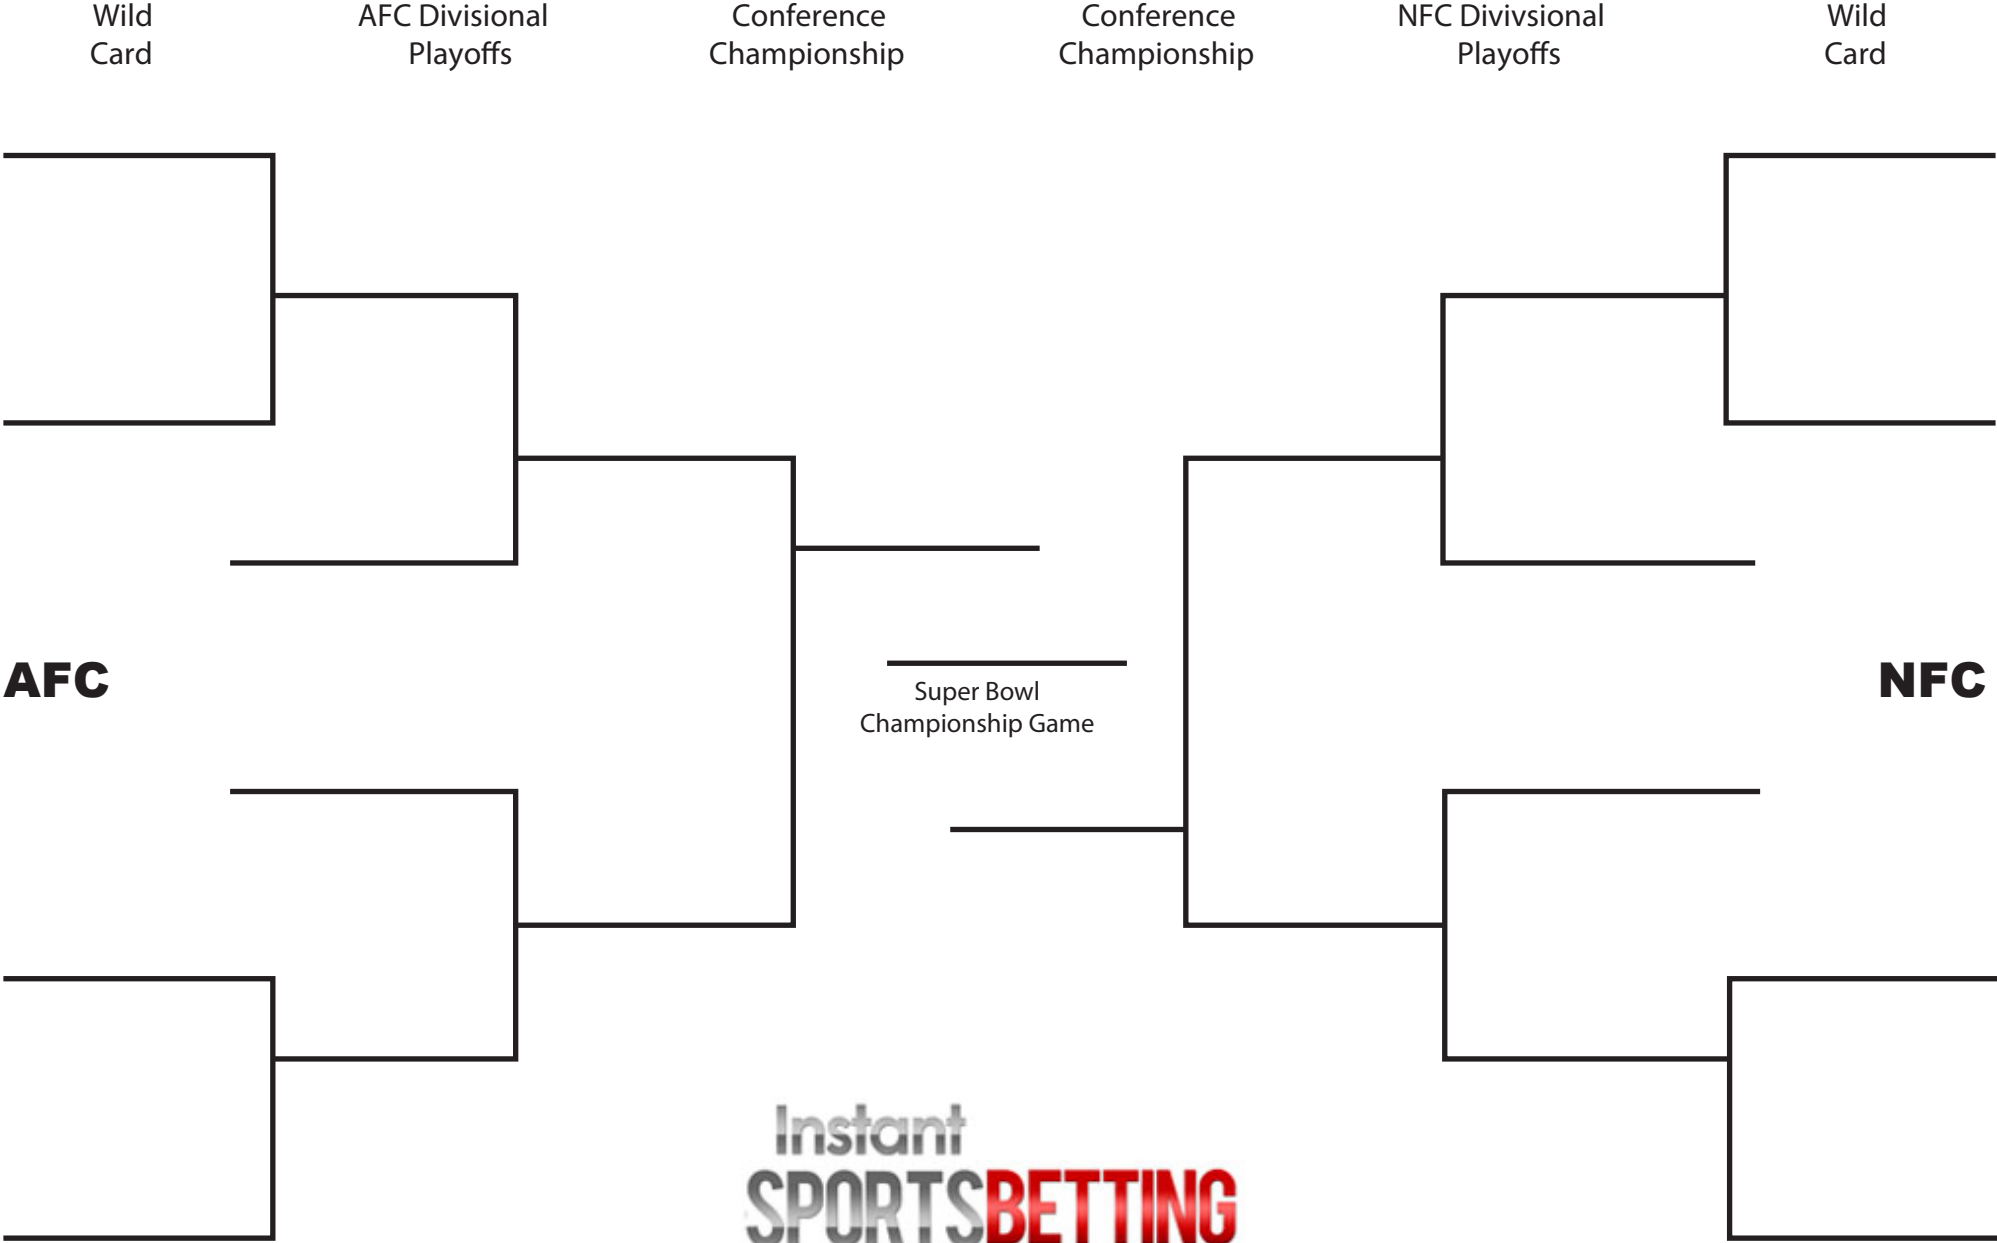 Wild
Card
AFC Divisional
Playoffs
Conference
Championship
Conference
Championship
NFC Divivsional
Playoffs
Wild
Card
AFC
NFC
Super Bowl
Championship Game
Instant
SPORTSBETTING